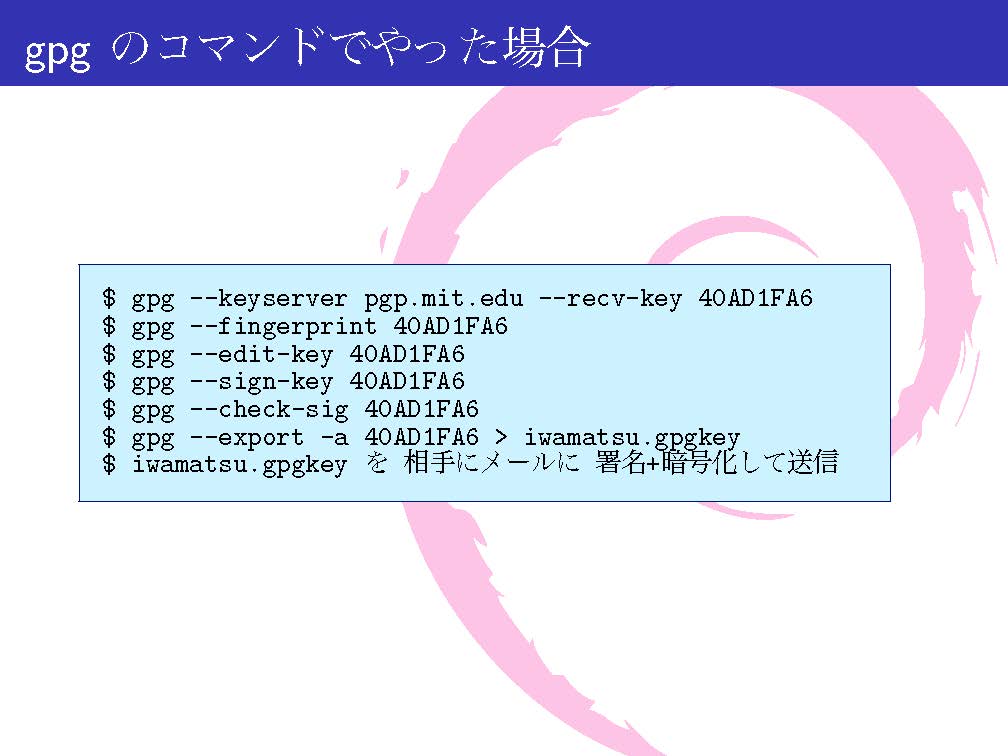 gpg のコマンドでやった場合
$ gpg --keyserver pgp.mit.edu --recv-key 40AD1FA6
$ gpg --fingerprint 40AD1FA6
$ gpg --edit-key 40AD1FA6
$ gpg --sign-key 40AD1FA6
$ gpg --check-sig 40AD1FA6
$ gpg --export -a 40AD1FA6 > iwamatsu.gpgkey
$ iwamatsu.gpgkey を 相手にメールに 署名+暗号化して送信